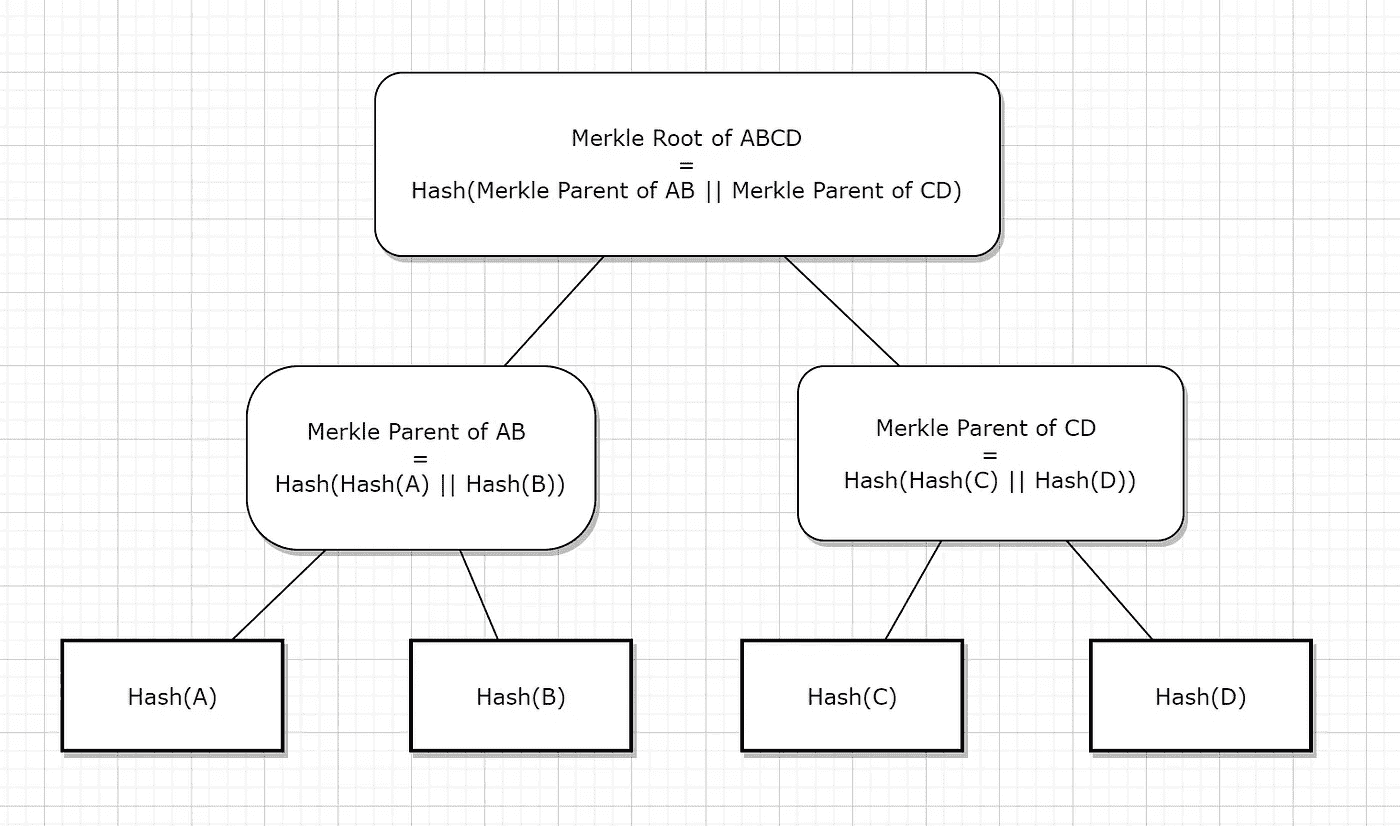 Merkle Root of ABCD
=
Hash(Merkle Parent of AB || Merkle Parent of CD)
Merkle Parent of AB
=
Hash(Hash(A) || Hash(B))
Merkle Parent of CD
=
Hash(Hash(C) || Hash(D))
Hash(A)
Hash(B)
Hash(C)
Hash(D)